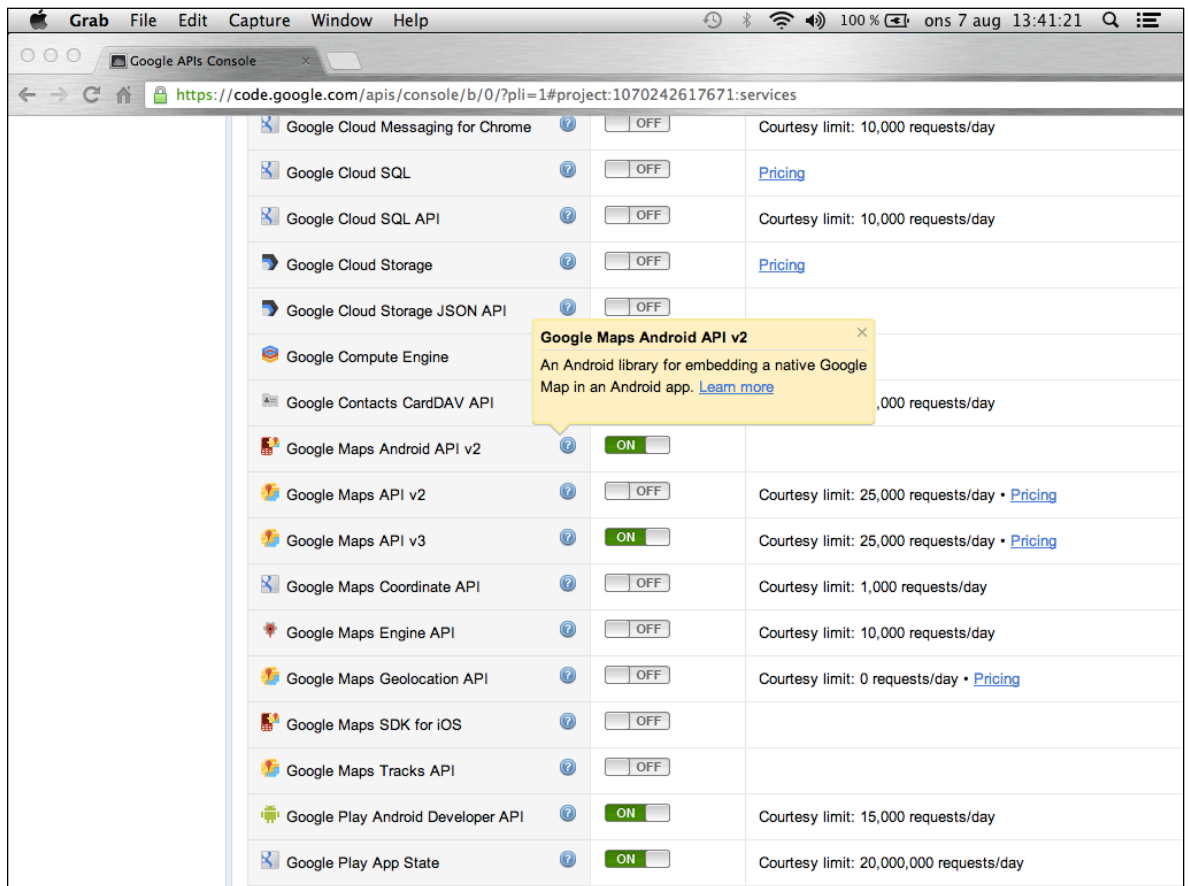 Grab File Edit Capture Window Help 100 % ons 7 aug 13:41:21
Google APIs Console
https://code.google.com/apis/console/b/0/?pli=1#project:1070242617671:services
Google Cloud Messaging for Chrome OFF Courtesy limit: 10,000 requests/day
Google Cloud SQL OFF Pricing
Google Cloud SQL API OFF Courtesy limit: 10,000 requests/day
Google Cloud Storage OFF Pricing
Google Cloud Storage JSON API OFF
Google Maps Android API v2
An Android library for embedding a native Google
Map in an Android app. Learn more
Google Compute Engine
Google Contacts CardDAV API ,000 requests/day
Google Maps Android API v2 ON
Google Maps API v2 OFF Courtesy limit: 25,000 requests/day • Pricing
Google Maps API v3 ON Courtesy limit: 25,000 requests/day • Pricing
Google Maps Coordinate API OFF Courtesy limit: 1,000 requests/day
Google Maps Engine API OFF Courtesy limit: 10,000 requests/day
Google Maps Geolocation API OFF Courtesy limit: 0 requests/day • Pricing
Google Maps SDK for iOS OFF
Google Maps Tracks API OFF
Google Play Android Developer API ON Courtesy limit: 15,000 requests/day
Google Play App State ON Courtesy limit: 20,000,000 requests/day